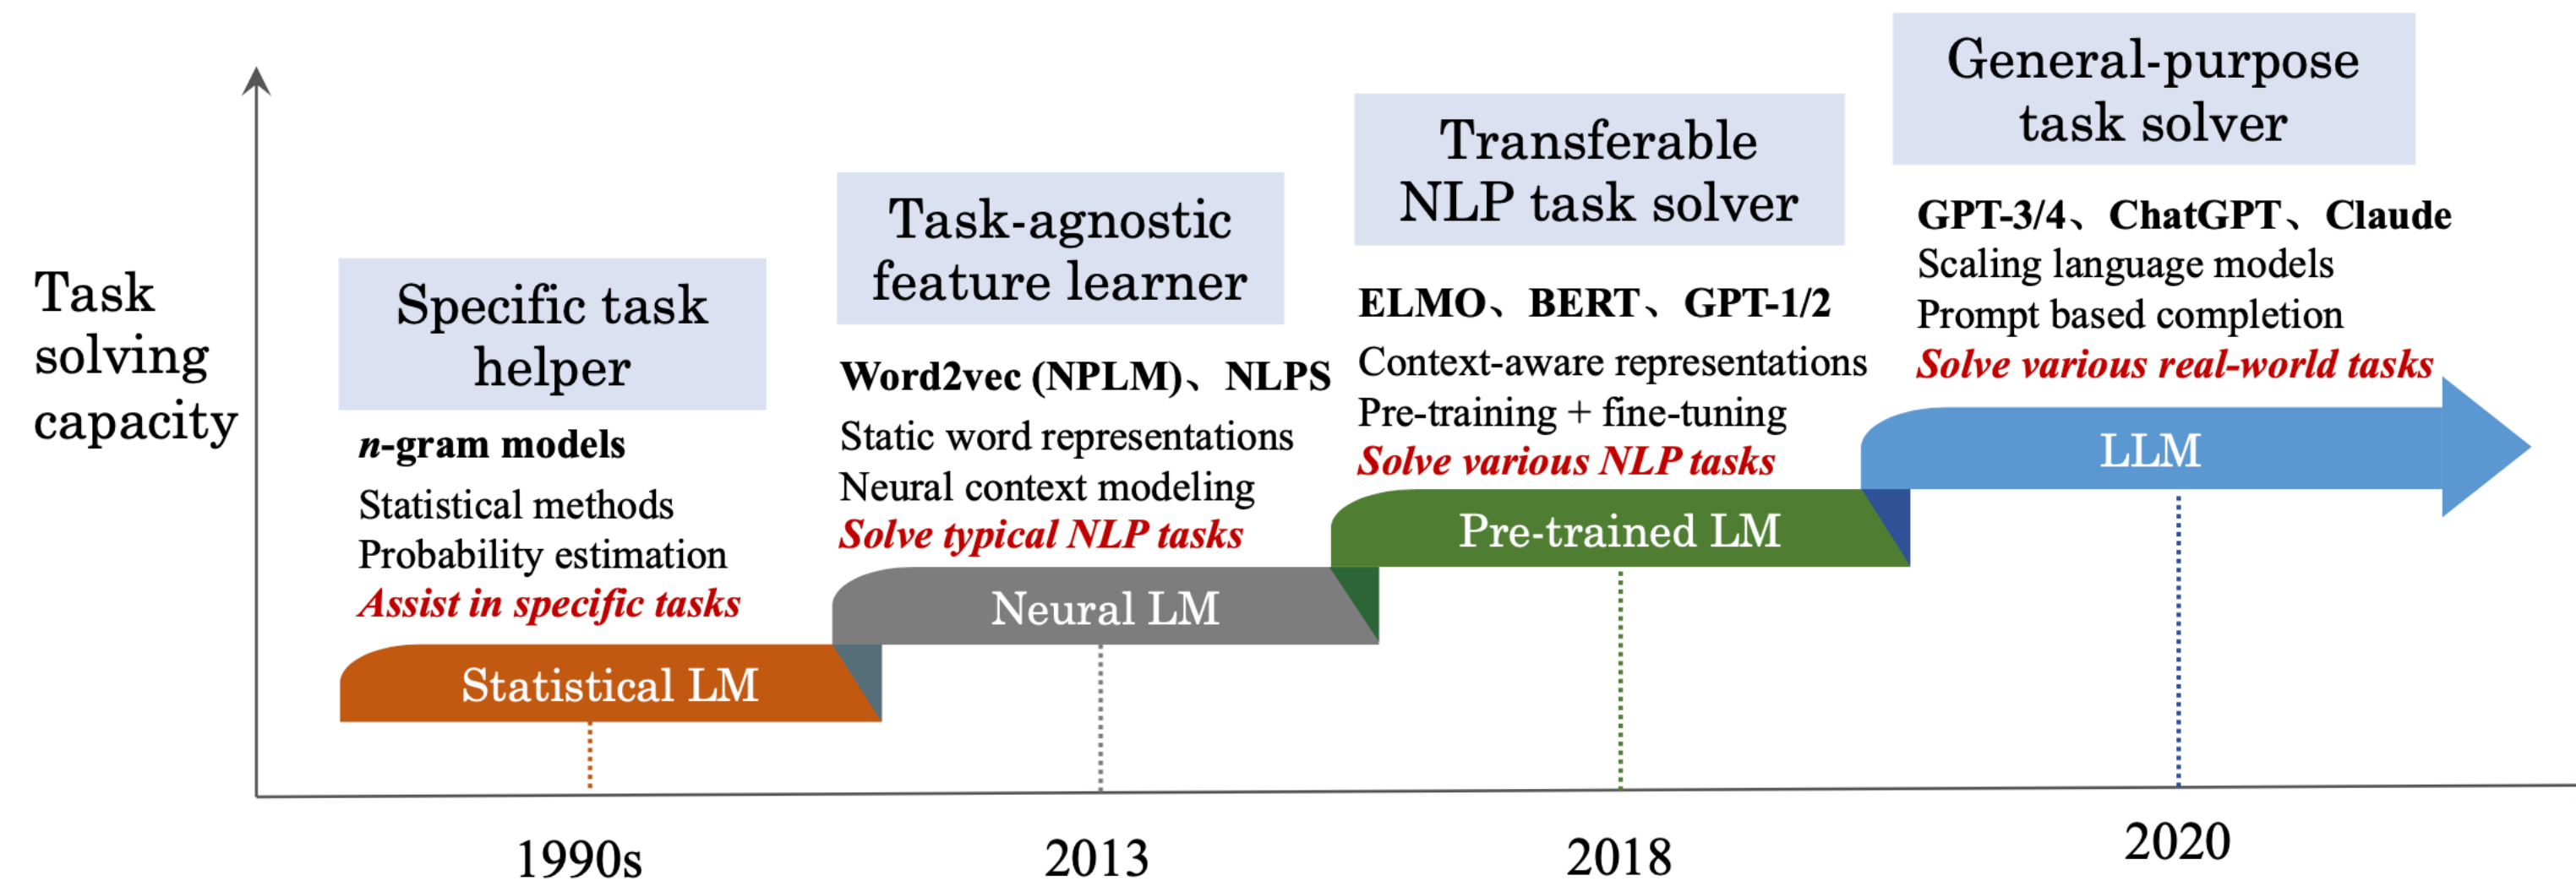 Task
solving
capacity
Specific task
helper
n-gram models
Statistical methods
Probability estimation
Assist in specific tasks
Statistical LM
1990s
Task-agnostic
feature learner
Word2vec (NPLM)、NLPS
Static word representations
Neural context modeling
Solve typical NLP tasks
Neural LM
2013
Transferable
NLP task solver
ELMO、BERT、GPT-1/2
Context-aware representations
Pre-training + fine-tuning
Solve various NLP tasks
Pre-trained LM
2018
General-purpose
task solver
GPT-3/4、ChatGPT、Claude
Scaling language models
Prompt based completion
Solve various real-world tasks
LLM
2020